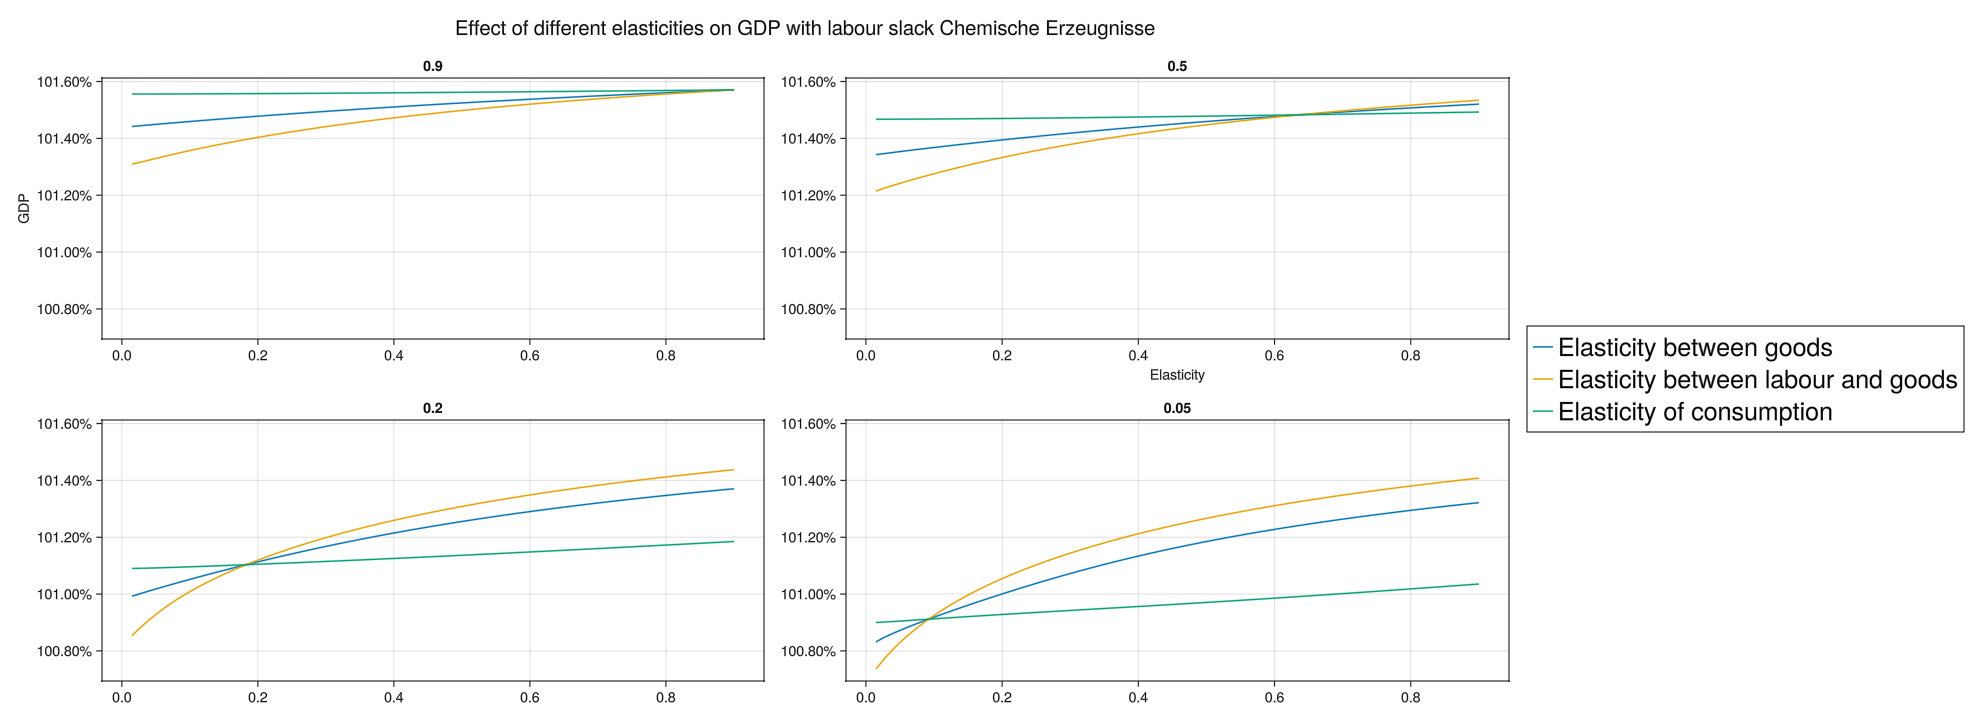 Effect of different elasticities on GDP with labour slack Chemische Erzeugnisse
0.9
101.60%
101.40%
101.20%
101.00%
100.80%
GDP
0.0 0.2 0.4 0.6 0.8
0.5
101.60%
101.40%
101.20%
101.00%
100.80%
0.0 0.2 0.4 0.6 0.8
Elasticity
0.2
101.60%
101.40%
101.20%
101.00%
100.80%
0.0 0.2 0.4 0.6 0.8
0.05
101.60%
101.40%
101.20%
101.00%
100.80%
0.0 0.2 0.4 0.6 0.8
Elasticity between goods
Elasticity between labour and goods
Elasticity of consumption